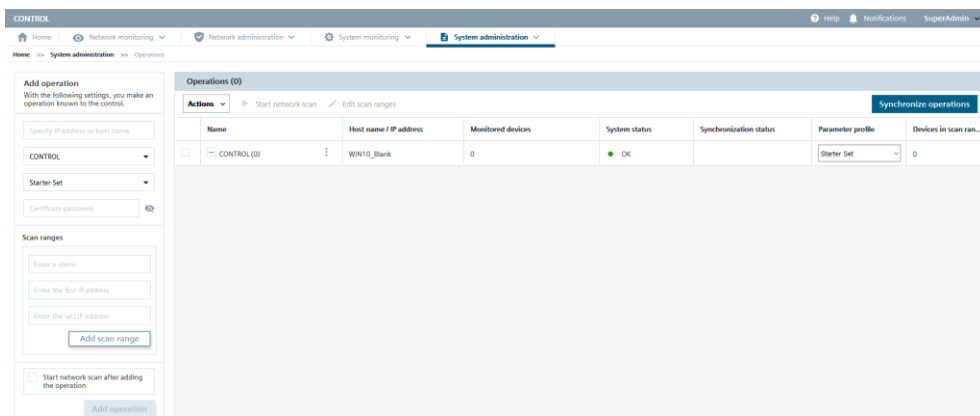 CONTROL
Help Notifications SuperAdmin
Home Network monitoring Network administration System monitoring System administration
Home >> System administration >> Operations
Add operation
With the following settings, you make an
operation known to the control.
Specify IP address or host name
CONTROL
Starter Set
Certificate password
Scan ranges
Enter a name
Enter the first IP address
Enter the last IP address
Add scan range
Start network scan after adding
the operation
Add operation
Operations (0)
Actions Start network scan Edit scan ranges Synchronize operations
Name Host name / IP address Monitored devices System status Synchronization status Parameter profile Devices in scan ran...
CONTROL (0) WIN10_Blank 0 OK Starter Set 0